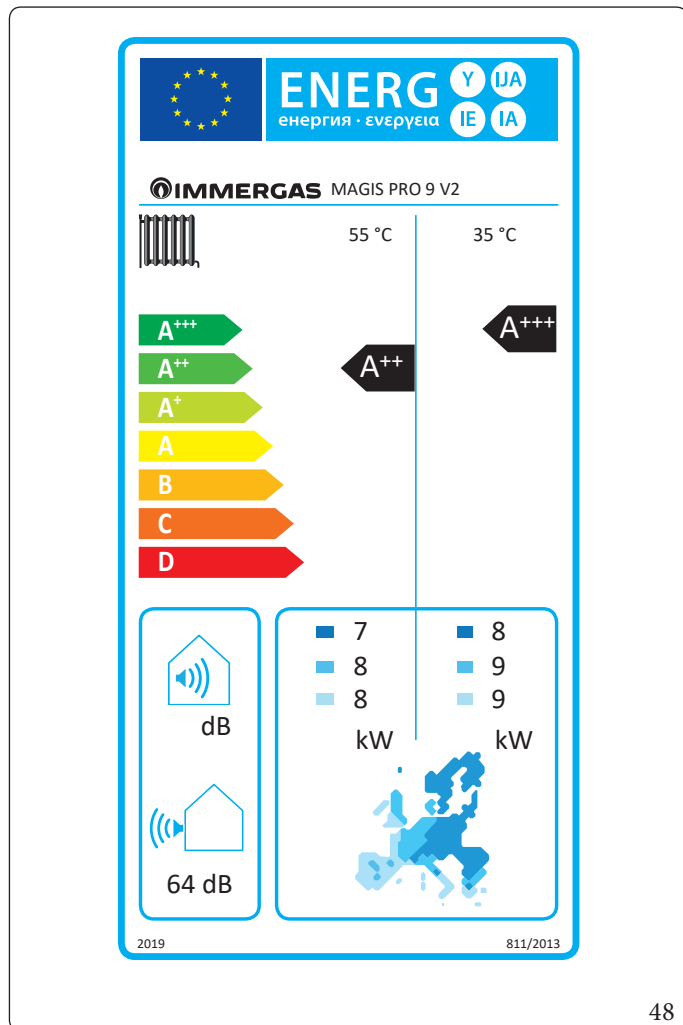 ENERG Y IJA
енергия · ενεργεια IE IA
IMMERGAS MAGIS PRO 9 V2
55 °C 35 °C
A+++ A+++
A++ A++
A+
A
B
C
D
7 8
8 9
8 9
kW kW
dB
64 dB
2019 811/2013
48